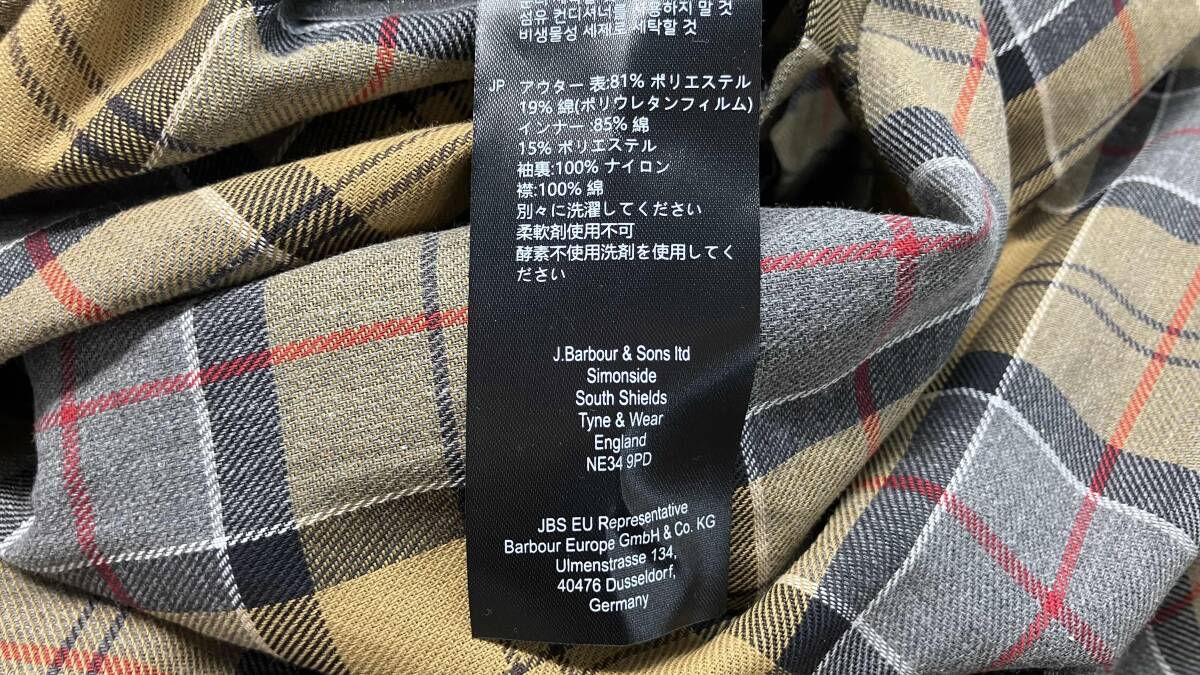 섬유 컨디셔너를 사용하지 말 것
비생물성 세제로 세탁할 것
JP アウター 表:81% ポリエステル
19% 綿(ポリウレタンフィルム)
インナー :85% 綿
15% ポリエステル
袖裏:100% ナイロン
襟:100% 綿
別々に洗濯してください
柔軟剤使用不可
酵素不使用洗剤を使用してく
ださい
J.Barbour & Sons ltd
Simonside
South Shields
Tyne & Wear
England
NE34 9PD
JBS EU Representative
Barbour Europe GmbH & Co. KG
Ulmenstrasse 134,
40476 Dusseldorf,
Germany